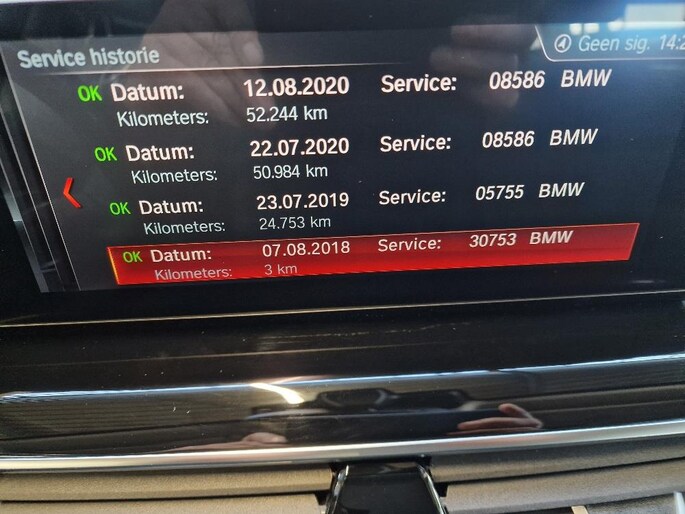 Service historie
Geen sig. 14:2
OK Datum: 12.08.2020 Service: 08586 BMW
Kilometers: 52.244 km
OK Datum: 22.07.2020 Service: 08586 BMW
Kilometers: 50.984 km
OK Datum: 23.07.2019 Service: 05755 BMW
Kilometers: 24.753 km
OK Datum: 07.08.2018 Service: 30753 BMW
Kilometers: 3 km